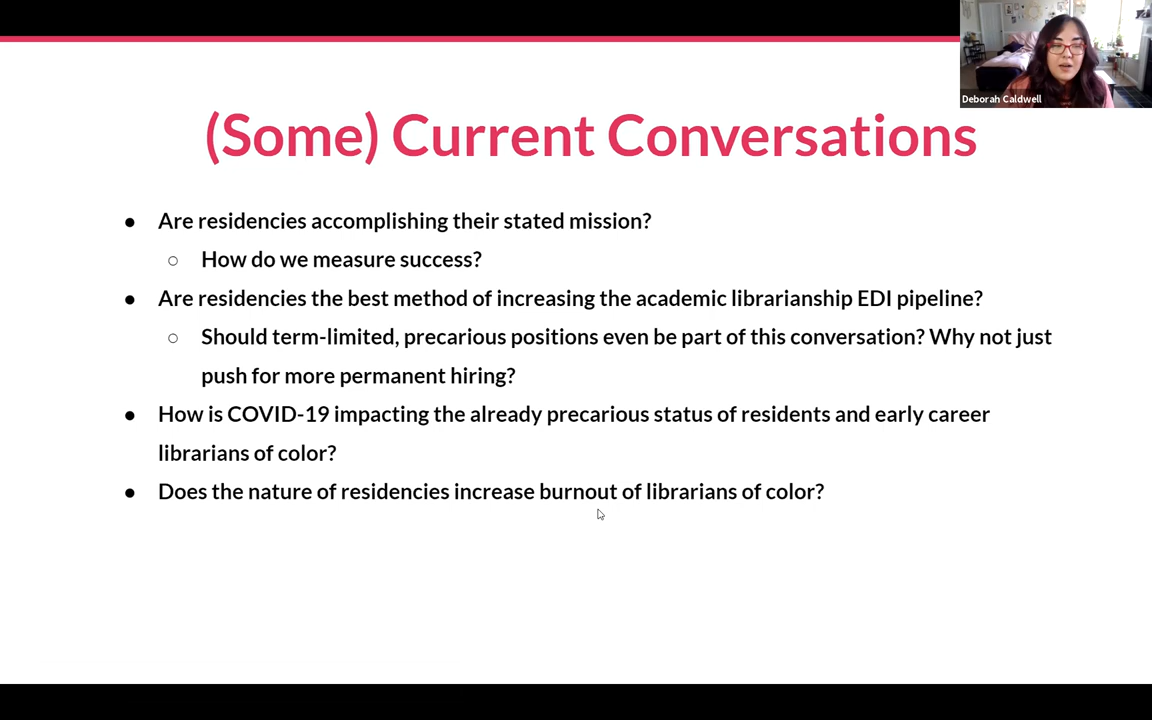 Deborah Caldwell
(Some) Current Conversations
● Are residencies accomplishing their stated mission?
○ How do we measure success?
● Are residencies the best method of increasing the academic librarianship EDI pipeline?
○ Should term-limited, precarious positions even be part of this conversation? Why not just
push for more permanent hiring?
● How is COVID-19 impacting the already precarious status of residents and early career
librarians of color?
● Does the nature of residencies increase burnout of librarians of color?